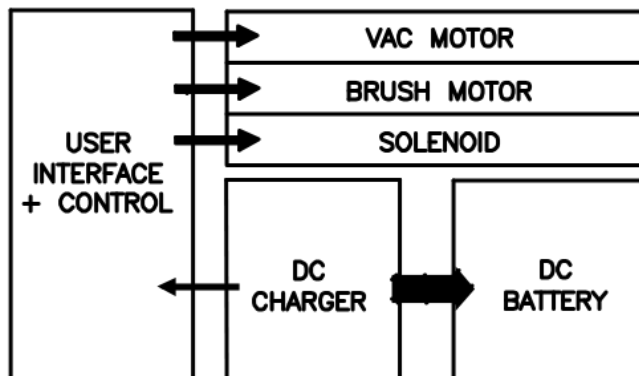 VAC MOTOR
BRUSH MOTOR
SOLENOID
USER
INTERFACE
+ CONTROL
DC
CHARGER
DC
BATTERY